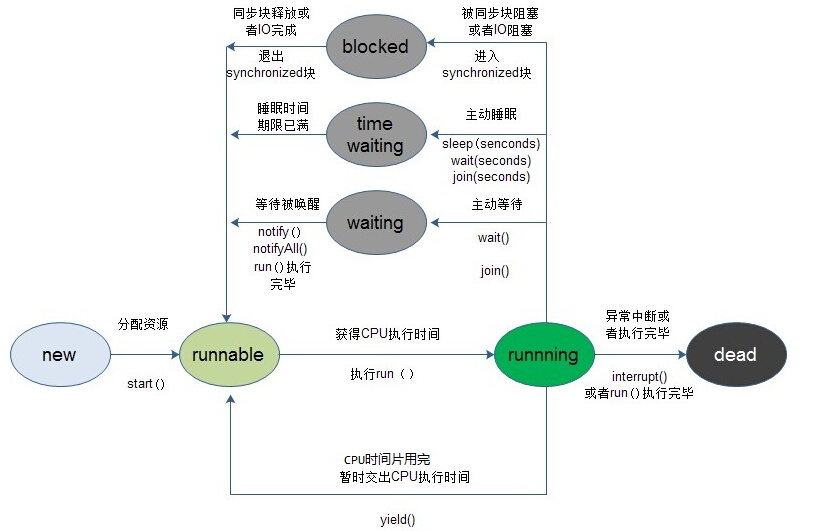 同步块释放或
者IO完成
blocked
被同步块阻塞
或者IO阻塞
退出
synchronized块
进入
synchronized块
睡眠时间
期限已满
time
waiting
主动睡眠
sleep(senconds)
wait(seconds)
join(seconds)
等待被唤醒
waiting
主动等待
notify()
notifyAll()
run()执行
完毕
wait()
join()
new
分配资源
start()
runnable
获得CPU执行时间
执行run（）
runnning
异常中断或
者执行完毕
interrupt()
或者run()执行完毕
dead
CPU时间片用完
暂时交出CPU执行时间
yield()